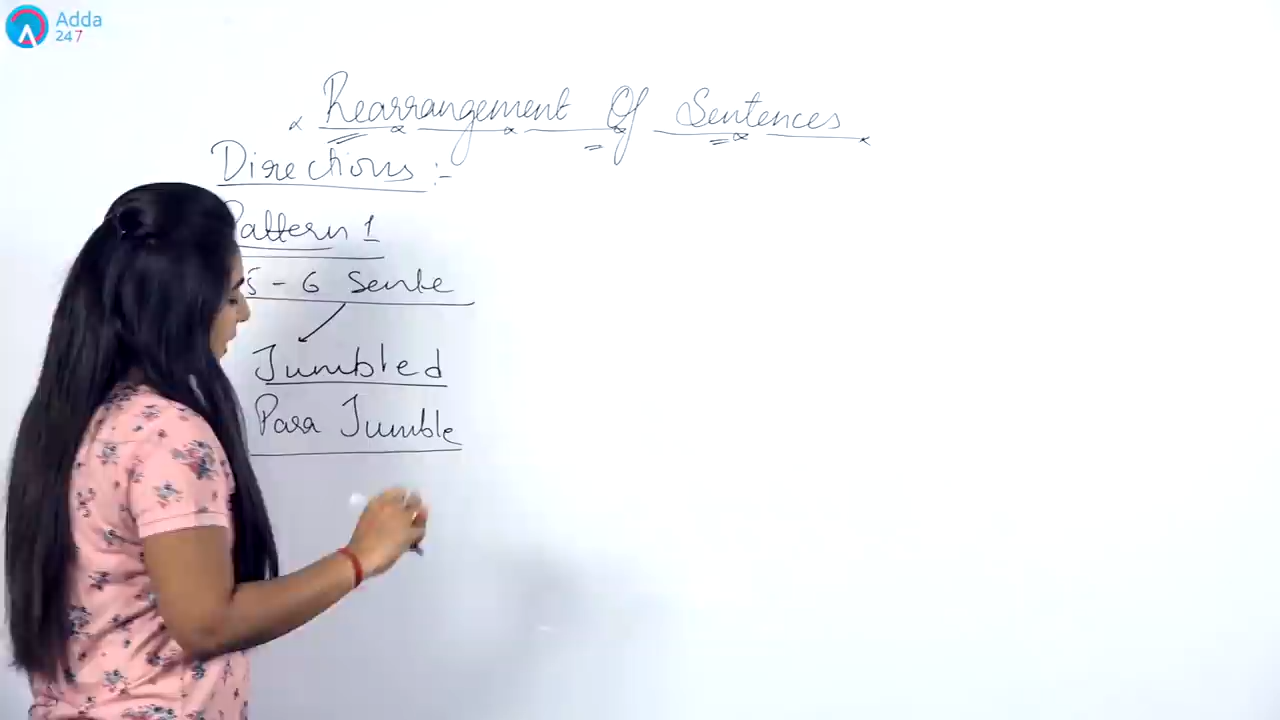 Adda
247
Rearrangement Of Sentences
Directions :-
Pattern 1
5 - 6 Sente
Jumbled
Para Jumble